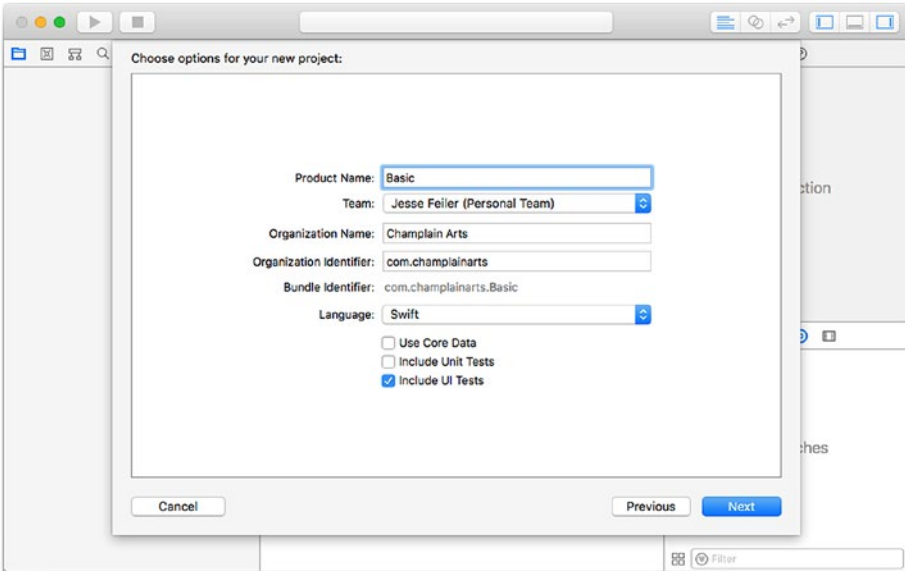 Choose options for your new project:
Product Name: Basic
Team: Jesse Feiler (Personal Team)
Organization Name: Champlain Arts
Organization Identifier: com.champlainarts
Bundle Identifier: com.champlainarts.Basic
Language: Swift
Use Core Data
Include Unit Tests
Include UI Tests
ction
ches
Cancel Previous Next
Filter